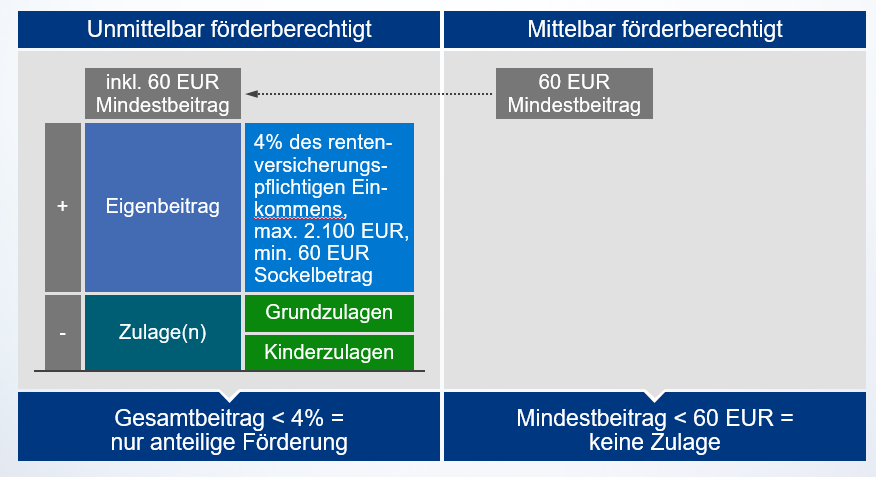 Unmittelbar förderberechtigt
Mittelbar förderberechtigt
inkl. 60 EUR
Mindestbeitrag
60 EUR
Mindestbeitrag
+
Eigenbeitrag
4% des renten-
versicherungs-
pflichtigen Ein-
kommens,
max. 2.100 EUR,
min. 60 EUR
Sockelbetrag
-
Zulage(n)
Grundzulagen
Kinderzulagen
Gesamtbeitrag < 4% =
nur anteilige Förderung
Mindestbeitrag < 60 EUR =
keine Zulage